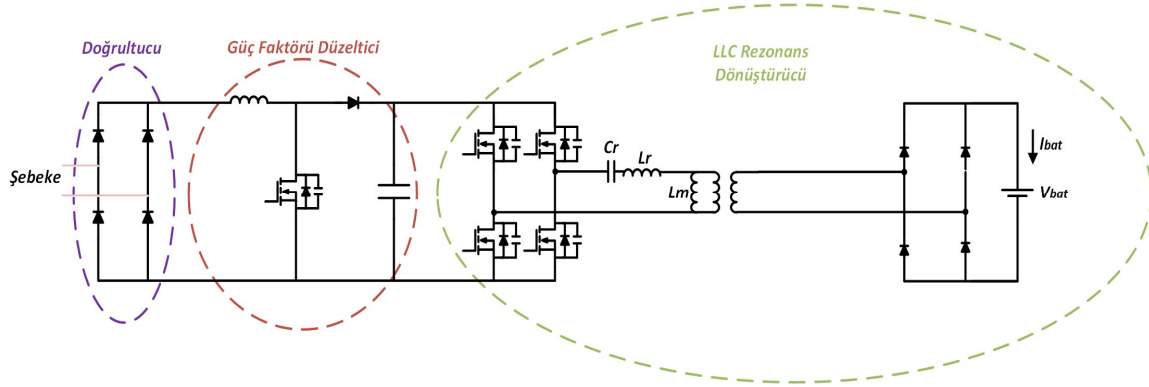 Doğrultucu
Güç Faktörü Düzeltici
LLC Rezonans
Dönüştürücü
Şebeke
Cr
Lr
Lm
Ibat
Vbat